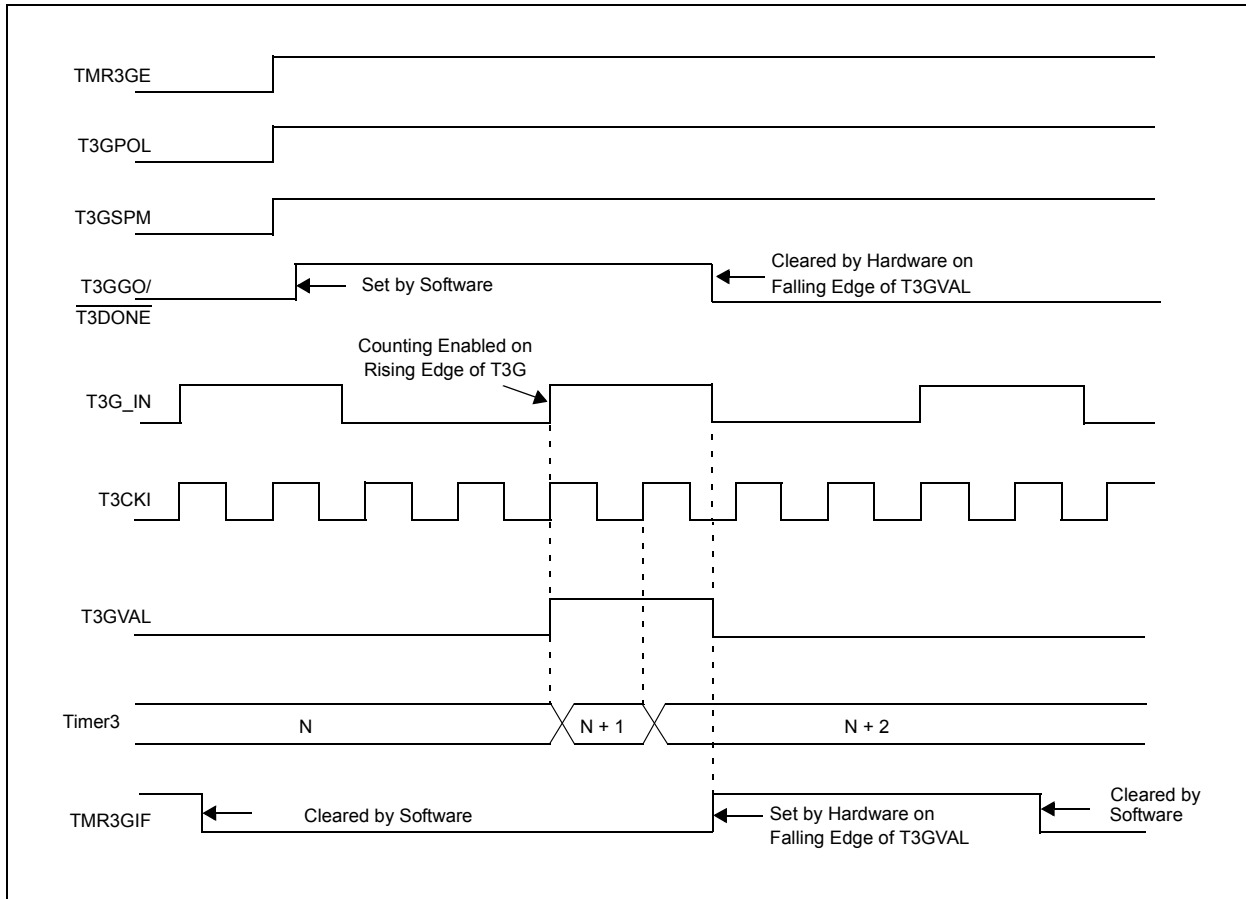 TMR3GE
T3GPOL
T3GSPM
T3GGO/
T3DONE
Set by Software
Cleared by Hardware on
Falling Edge of T3GVAL
Counting Enabled on
Rising Edge of T3G
T3G_IN
T3CKI
T3GVAL
Timer3
N
N + 1
N + 2
TMR3GIF
Cleared by Software
Set by Hardware on
Falling Edge of T3GVAL
Cleared by
Software